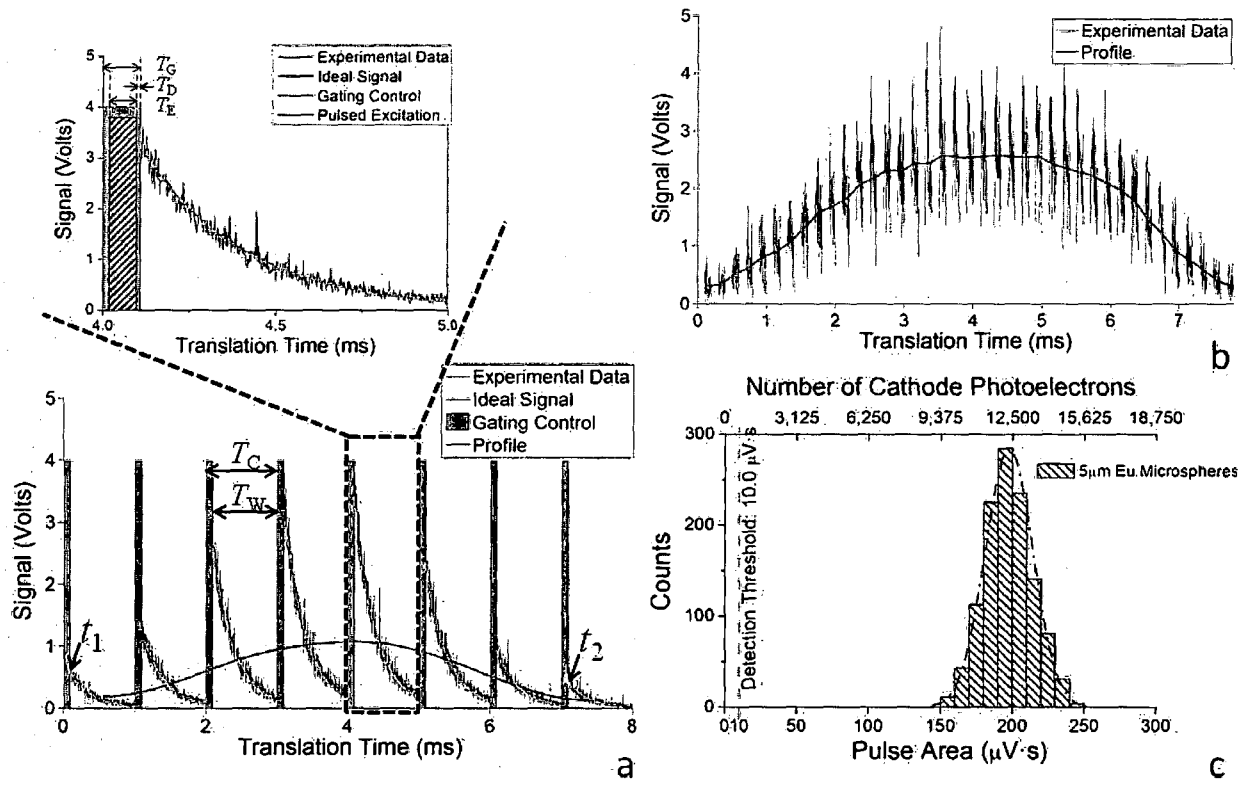 5
4
3
2
1
0
Signal (Volts)
T_G
T_D
T_E
Experimental Data
Ideal Signal
Gating Control
Pulsed Excitation
4.0
4.5
5.0
Translation Time (ms)
5
4
3
2
1
0
Signal (Volts)
Experimental Data
Profile
0
1
2
3
4
5
6
7
Translation Time (ms)
b
5
4
3
2
1
0
Signal (Volts)
Experimental Data
Ideal Signal
Gating Control
Profile
T_C
T_W
t_1
t_2
0
2
4
6
8
Translation Time (ms)
a
Number of Cathode Photoelectrons
0
3,125
6,250
9,375
12,500
15,625
18,750
300
200
100
0
Counts
Detection Threshold: 10.0 μV·s
5μm Eu Microspheres
0
10
50
100
150
200
250
300
Pulse Area (μV·s)
c